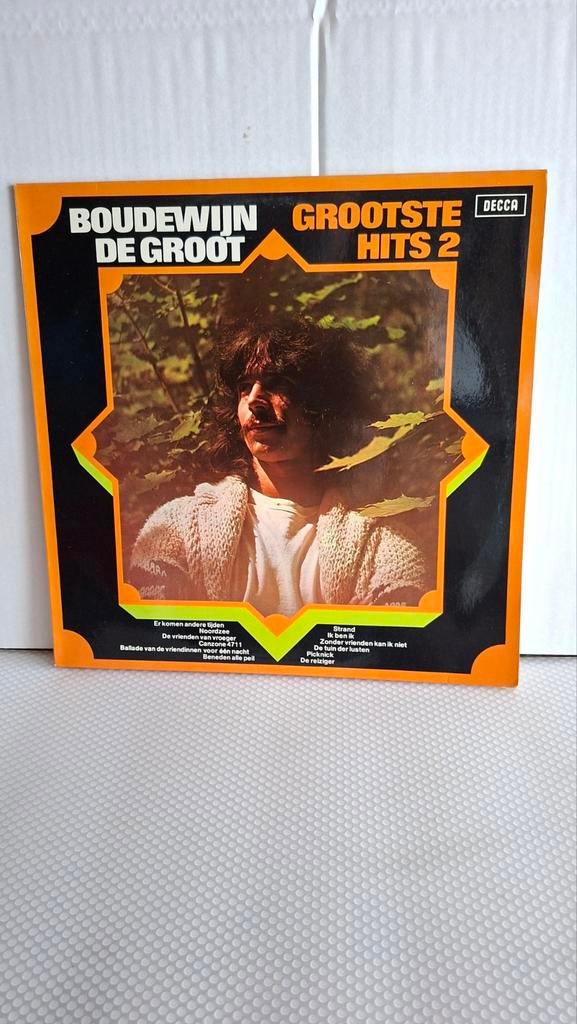 BOUDEWIJN
DE GROOT
GROOTSTE
HITS 2
DECCA
Er komen andere tijden
Noordzee
De vrienden van vroeger
Canzone 4711
Ballade van de vriendinnen voor één nacht
Beneden alle peil
Strand
Ik ben ik
Zonder vrienden kan ik niet
De tuin der lusten
Picknick
De reiziger